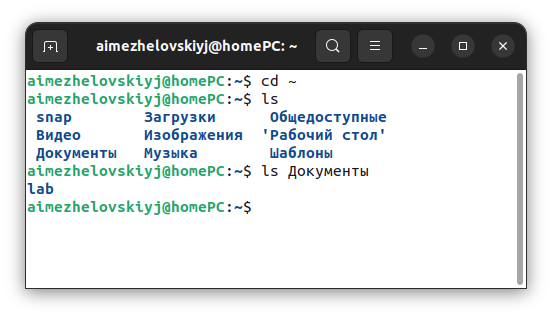 aimezhelovskiyj@homePC: ~
aimezhelovskiyj@homePC:~$ cd ~
aimezhelovskiyj@homePC:~$ ls
snap Загрузки Общедоступные
Видео Изображения 'Рабочий стол'
Документы Музыка Шаблоны
aimezhelovskiyj@homePC:~$ ls Документы
lab
aimezhelovskiyj@homePC:~$